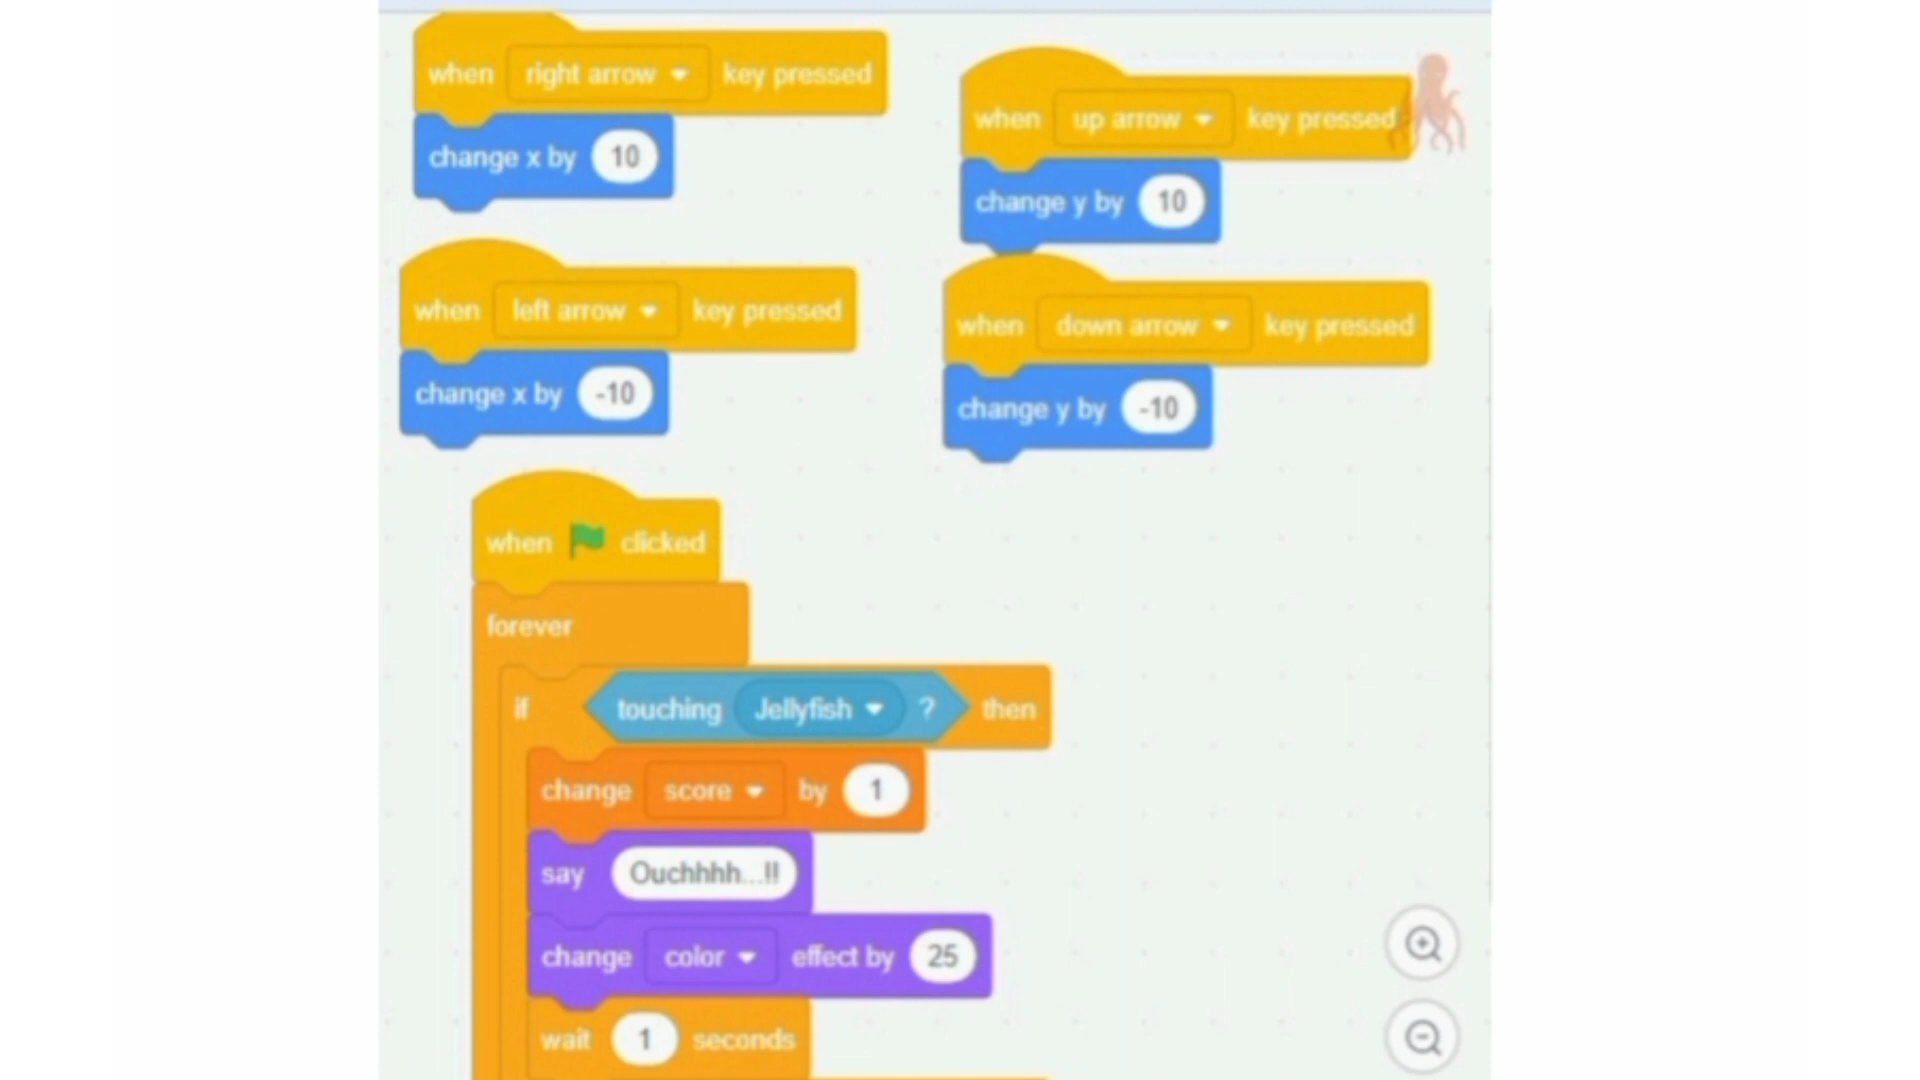 when right arrow key pressed
change x by 10
when up arrow key pressed
change y by 10
when left arrow key pressed
change x by -10
when down arrow key pressed
change y by -10
when clicked
forever
if touching Jellyfish ? then
change score by 1
say Ouchhhh...!!
change color effect by 25
wait 1 seconds